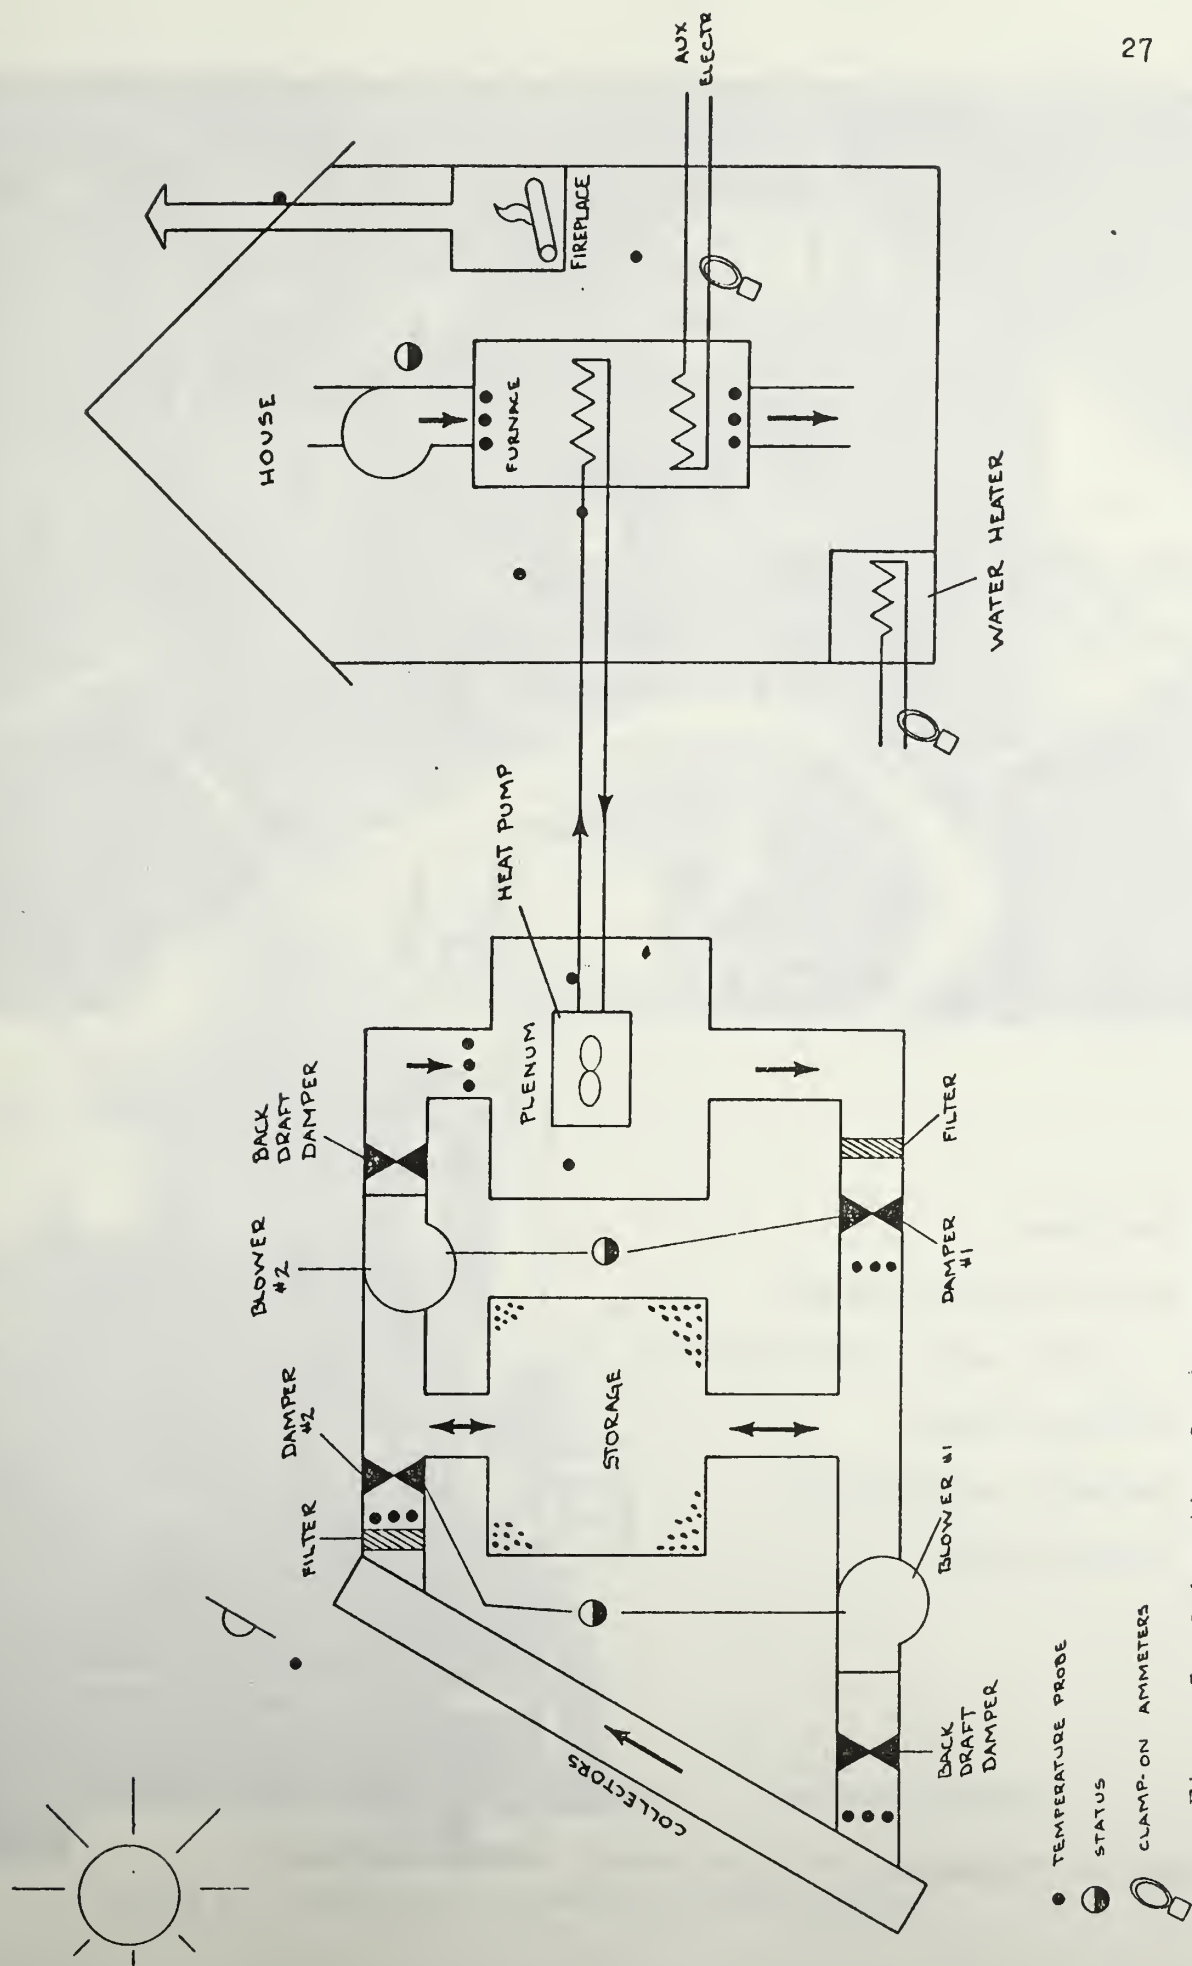 27
HOUSE
FURNACE
FIREPLACE
AUX
ELECTR
WATER HEATER
HEAT PUMP
PLENUM
BACK
DRAFT
DAMPER
BLOWER
#2
DAMPER
#2
FILTER
STORAGE
FILTER
DAMPER
#1
BLOWER #1
BACK
DRAFT
DAMPER
COLLECTORS
TEMPERATURE PROBE
STATUS
CLAMP-ON AMMETERS